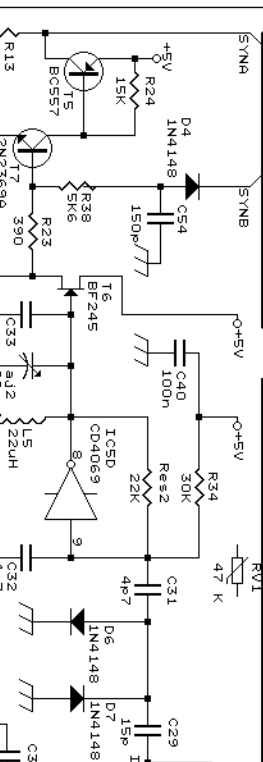 R13
SYNA
+5V
T5
BC557
R24
15K
D4
1N4148
T7
SYNB
R38
5K6
C54
150p
R23
390
T6
BF245
+5V
C33
C40
100n
+5V
L5
22uH
IC5D
CD4069
8
9
Res2
22K
R34
30K
RV1
47 K
C32
C31
4p7
D6
1N4148
D7
1N4148
C29
15p